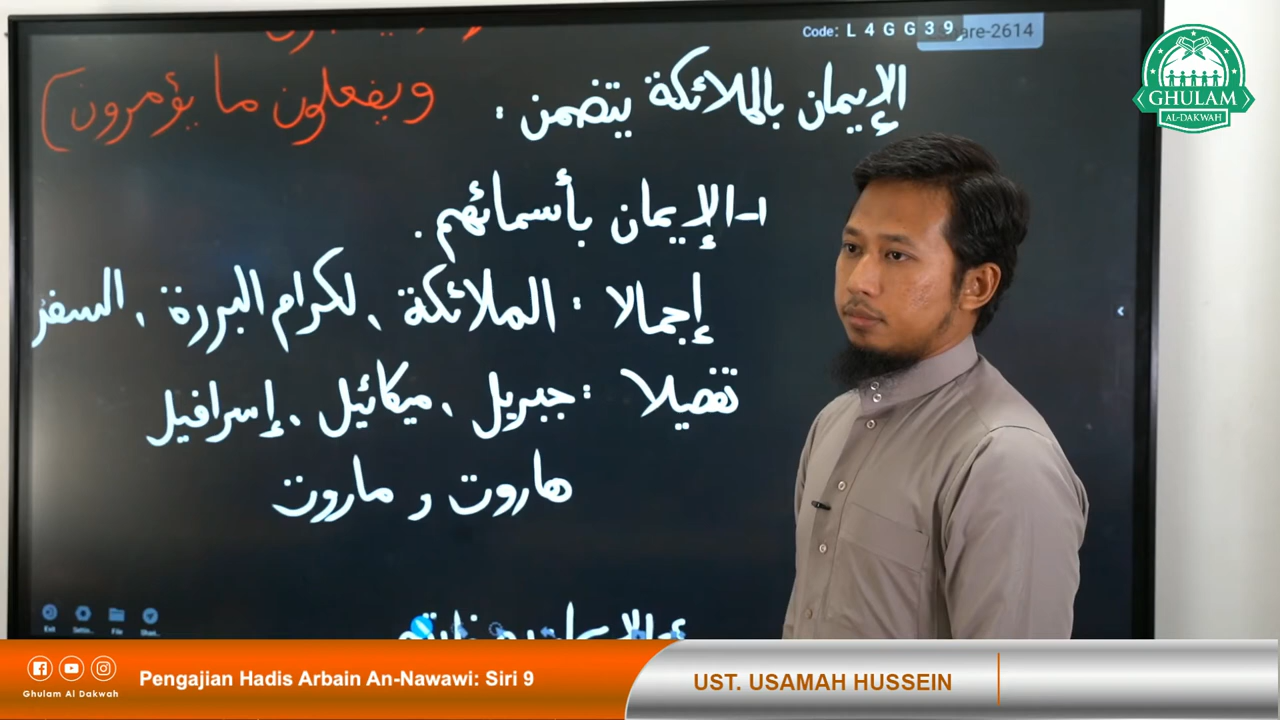 Code: L 4 G G 3 9
are-2614
GHULAM
AL-DAKWAH
الإيمان بالملائكة يتضمن :
ويفعلون ما يؤمرون)
١- الإيمان بأسمائهم .
إجمالا : الملائكة ، لكرام البررة ، السفر
تفصيلا : جبريل ، ميكائيل ، إسرافيل
هاروت و ماروت
Exit
File
Ghulam Al Dakwah
Pengajian Hadis Arbain An-Nawawi: Siri 9
UST. USAMAH HUSSEIN